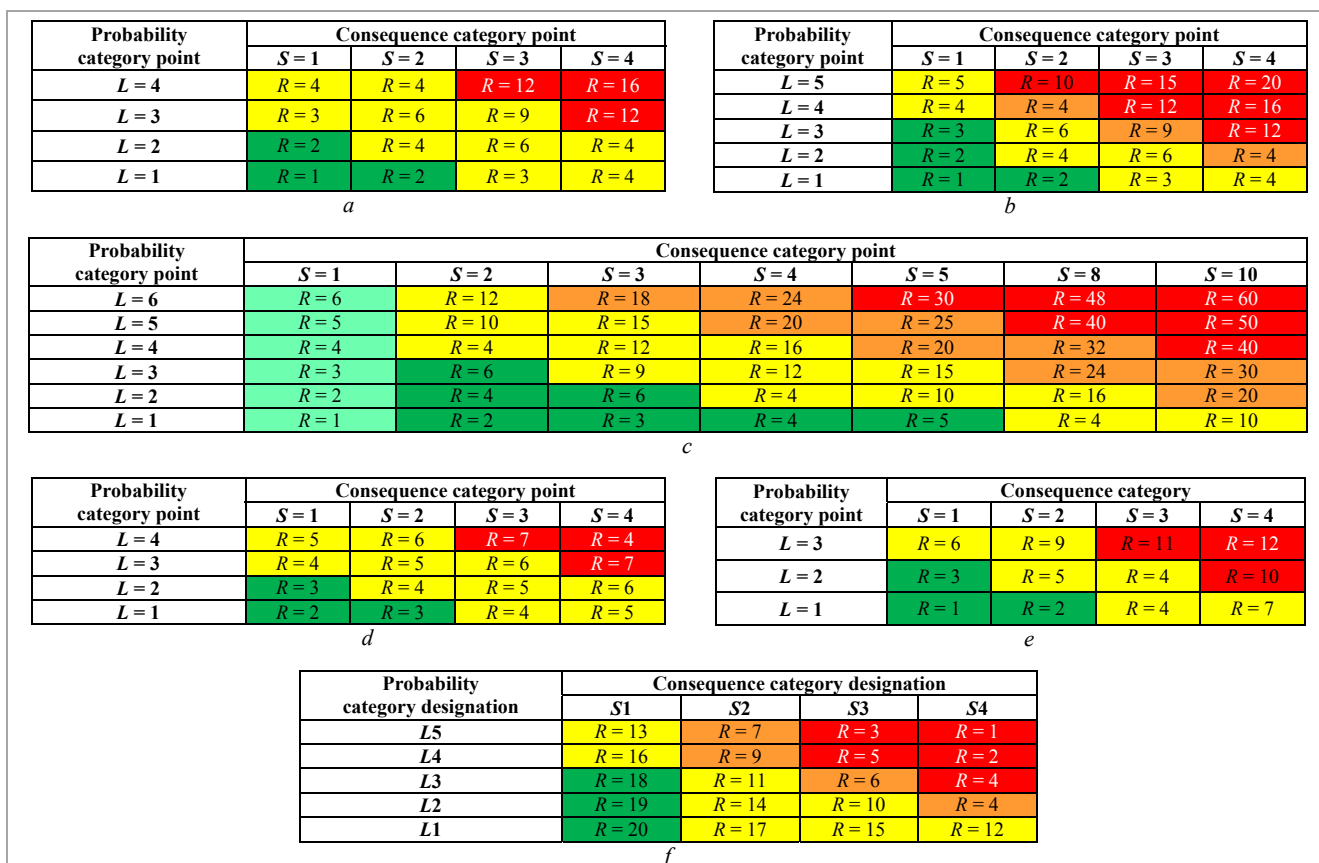 Probability category point Consequence category point
S = 1 S = 2 S = 3 S = 4
L = 4 R = 4 R = 4 R = 12 R = 16
L = 3 R = 3 R = 6 R = 9 R = 12
L = 2 R = 2 R = 4 R = 6 R = 4
L = 1 R = 1 R = 2 R = 3 R = 4
a
Probability category point Consequence category point
S = 1 S = 2 S = 3 S = 4
L = 5 R = 5 R = 10 R = 15 R = 20
L = 4 R = 4 R = 4 R = 12 R = 16
L = 3 R = 3 R = 6 R = 9 R = 12
L = 2 R = 2 R = 4 R = 6 R = 4
L = 1 R = 1 R = 2 R = 3 R = 4
b
Probability category point Consequence category point
S = 1 S = 2 S = 3 S = 4 S = 5 S = 8 S = 10
L = 6 R = 6 R = 12 R = 18 R = 24 R = 30 R = 48 R = 60
L = 5 R = 5 R = 10 R = 15 R = 20 R = 25 R = 40 R = 50
L = 4 R = 4 R = 4 R = 12 R = 16 R = 20 R = 32 R = 40
L = 3 R = 3 R = 6 R = 9 R = 12 R = 15 R = 24 R = 30
L = 2 R = 2 R = 4 R = 6 R = 4 R = 10 R = 16 R = 20
L = 1 R = 1 R = 2 R = 3 R = 4 R = 5 R = 4 R = 10
c
Probability category point Consequence category point
S = 1 S = 2 S = 3 S = 4
L = 4 R = 5 R = 6 R = 7 R = 4
L = 3 R = 4 R = 5 R = 6 R = 7
L = 2 R = 3 R = 4 R = 5 R = 6
L = 1 R = 2 R = 3 R = 4 R = 5
d
Probability category point Consequence category
S = 1 S = 2 S = 3 S = 4
L = 3 R = 6 R = 9 R = 11 R = 12
L = 2 R = 3 R = 5 R = 4 R = 10
L = 1 R = 1 R = 2 R = 4 R = 7
e
Probability category designation Consequence category designation
S1 S2 S3 S4
L5 R = 13 R = 7 R = 3 R = 1
L4 R = 16 R = 9 R = 5 R = 2
L3 R = 18 R = 11 R = 6 R = 4
L2 R = 19 R = 14 R = 10 R = 4
L1 R = 20 R = 17 R = 15 R = 12
f